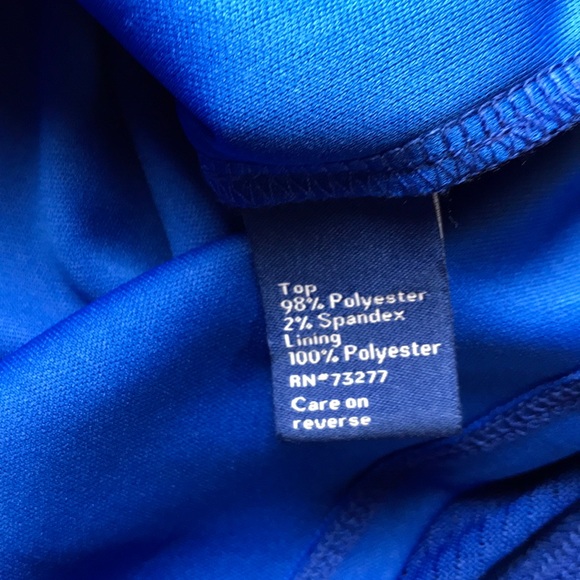 Top
98% Polyester
2% Spandex
Lining
100% Polyester
RN#73277
Care on
reverse